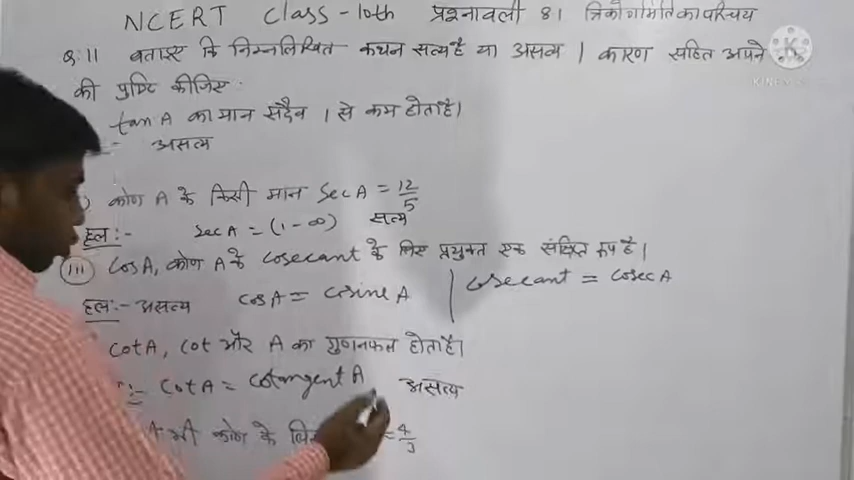 NCERT Class-10th प्रश्नावली 8.1 त्रिकोणमिति का परिचय
Q.11 बताइए कि निम्नलिखित कथन सत्य है या असत्य । कारण सहित अपने
की पुष्टि कीजिए
tan A का मान सदैव 1 से कम होता है।
असत्य
कोण A के किसी मान Sec A = 12/5
हल:- sec A = (1 - ∞) सत्य
(iii) Cos A, कोण A के Cosecant के लिए प्रयुक्त एक संक्षिप्त रूप है।
हल:- असत्य cos A = cosine A | cosecant = cosec A
cot A, cot और A का गुणनफल होता है।
:- Cot A = cotangent A असत्य
भी कोण के = 4/3
KINEMASTER